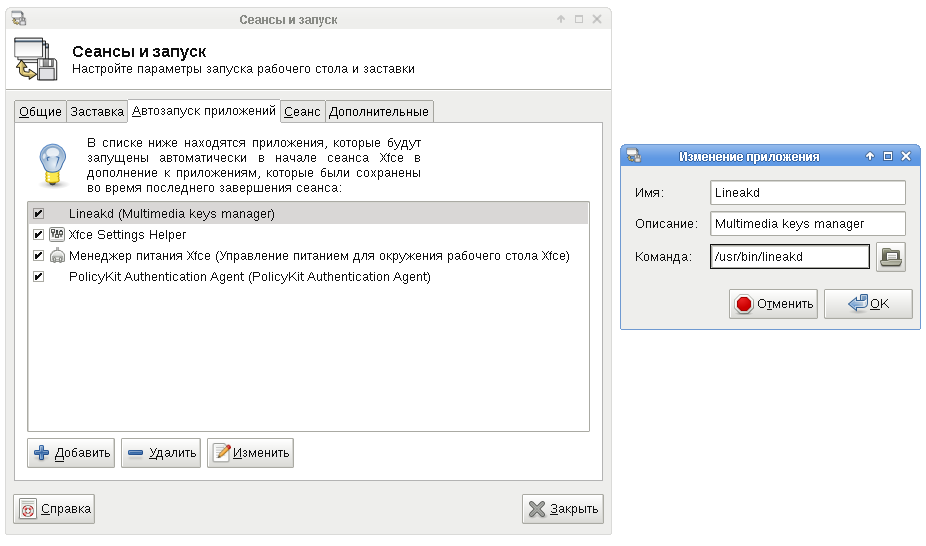 Сеансы и запуск
Сеансы и запуск
Настройте параметры запуска рабочего стола и заставки
Общие
Заставка
Автозапуск приложений
Сеанс
Дополнительные
В списке ниже находятся приложения, которые будут
запущены автоматически в начале сеанса Xfce в
дополнение к приложениям, которые были сохранены
во время последнего завершения сеанса:
Lineakd (Multimedia keys manager)
Xfce Settings Helper
Менеджер питания Xfce (Управление питанием для окружения рабочего стола Xfce)
PolicyKit Authentication Agent (PolicyKit Authentication Agent)
Добавить
Удалить
Изменить
Справка
Закрыть
Изменение приложения
Имя: Lineakd
Описание: Multimedia keys manager
Команда: /usr/bin/lineakd
Отменить
OK